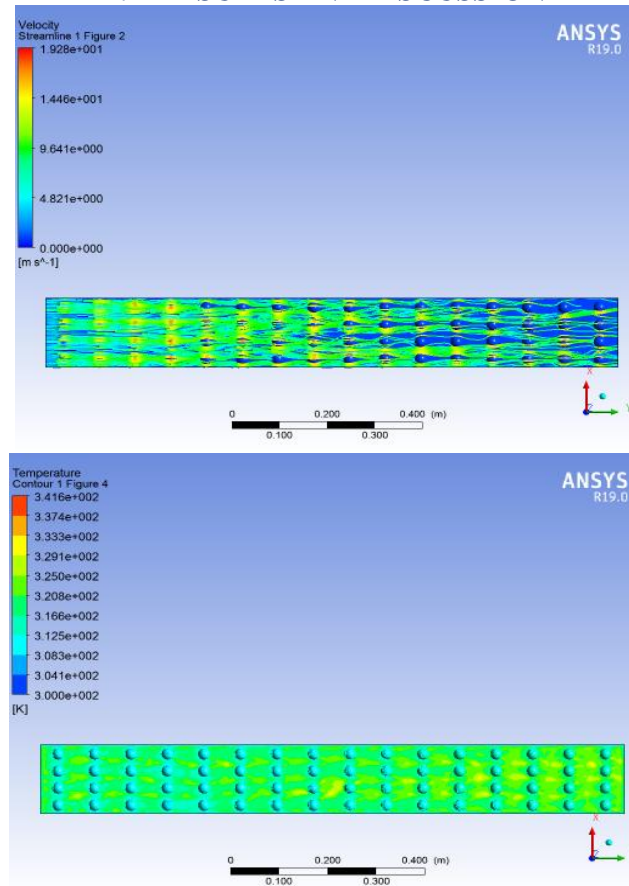 Velocity
Streamline 1 Figure 2
1.928e+001
1.446e+001
9.641e+000
4.821e+000
0.000e+000
[m s^-1]
ANSYS
R19.0
X
Y
Z
0 0.200 0.400 (m)
0.100 0.300
Temperature
Contour 1 Figure 4
3.416e+002
3.374e+002
3.333e+002
3.291e+002
3.250e+002
3.208e+002
3.166e+002
3.125e+002
3.083e+002
3.041e+002
3.000e+002
[K]
ANSYS
R19.0
X
0 0.200 0.400 (m)
0.100 0.300